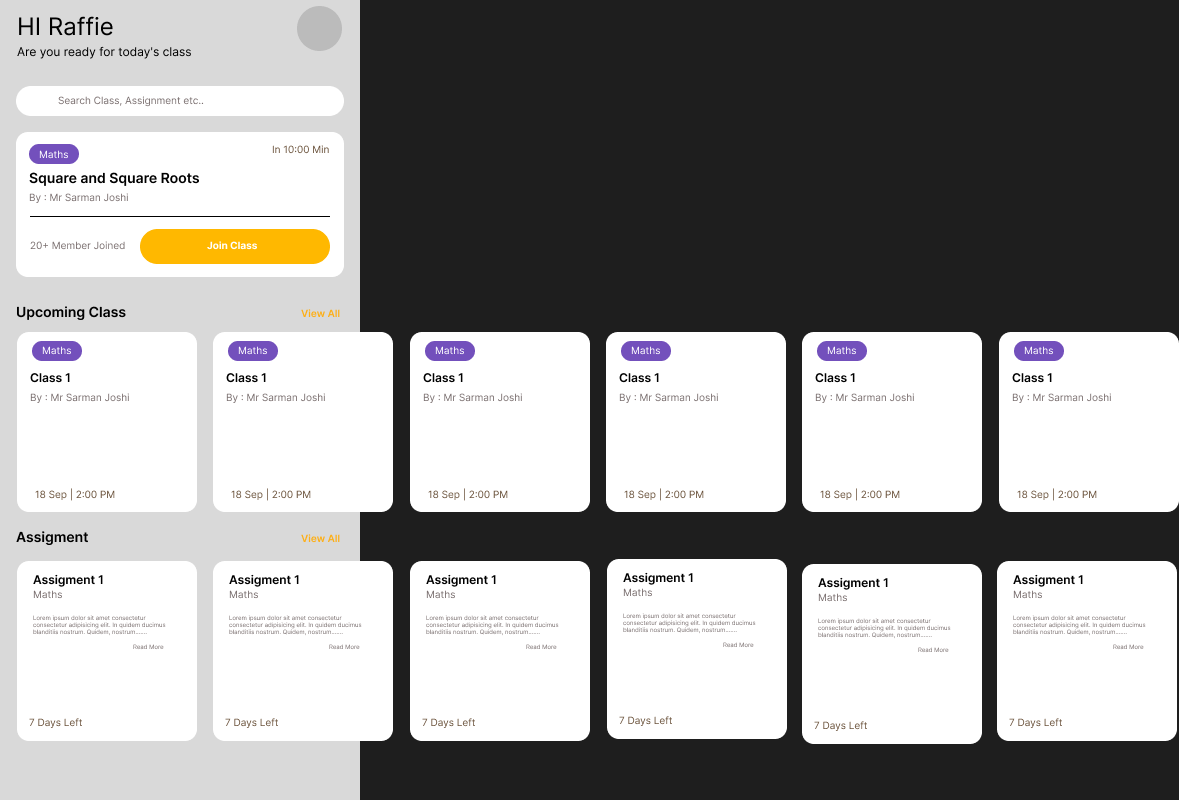 HI Raffie
Are you ready for today's class
Search Class, Assignment etc..
Maths
In 10:00 Min
Square and Square Roots
By : Mr Sarman Joshi
20+ Member Joined
Join Class
Upcoming Class
View All
Maths
Class 1
By : Mr Sarman Joshi
18 Sep | 2:00 PM
Maths
Class 1
By : Mr Sarman Joshi
18 Sep | 2:00 PM
Maths
Class 1
By : Mr Sarman Joshi
18 Sep | 2:00 PM
Maths
Class 1
By : Mr Sarman Joshi
18 Sep | 2:00 PM
Maths
Class 1
By : Mr Sarman Joshi
18 Sep | 2:00 PM
Maths
Class 1
By : Mr Sarman Joshi
18 Sep | 2:00 PM
Assigment
View All
Assigment 1
Maths
Lorem ipsum dolor sit amet consectetur
consectetur adipisicing elit. In quidem ducimus
blanditiis nostrum. Quidem, nostrum.......
Read More
7 Days Left
Assigment 1
Maths
Lorem ipsum dolor sit amet consectetur
consectetur adipisicing elit. In quidem ducimus
blanditiis nostrum. Quidem, nostrum.......
Read More
7 Days Left
Assigment 1
Maths
Lorem ipsum dolor sit amet consectetur
consectetur adipisicing elit. In quidem ducimus
blanditiis nostrum. Quidem, nostrum.......
Read More
7 Days Left
Assigment 1
Maths
Lorem ipsum dolor sit amet consectetur
consectetur adipisicing elit. In quidem ducimus
blanditiis nostrum. Quidem, nostrum.......
Read More
7 Days Left
Assigment 1
Maths
Lorem ipsum dolor sit amet consectetur
consectetur adipisicing elit. In quidem ducimus
blanditiis nostrum. Quidem, nostrum.......
Read More
7 Days Left
Assigment 1
Maths
Lorem ipsum dolor sit amet consectetur
consectetur adipisicing elit. In quidem ducimus
blanditiis nostrum. Quidem, nostrum.......
Read More
7 Days Left